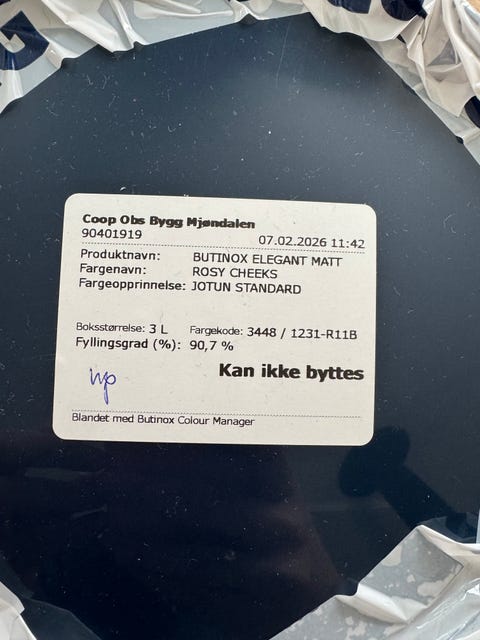 Coop Obs Bygg Mjøndalen
90401919
07.02.2026 11:42
Produktnavn: BUTINOX ELEGANT MATT
Fargenavn: ROSY CHEEKS
Fargeopprinnelse: JOTUN STANDARD
Boksstørrelse: 3 L Fargekode: 3448 / 1231-R11B
Fyllingsgrad (%): 90,7 %
Kan ikke byttes
Blandet med Butinox Colour Manager